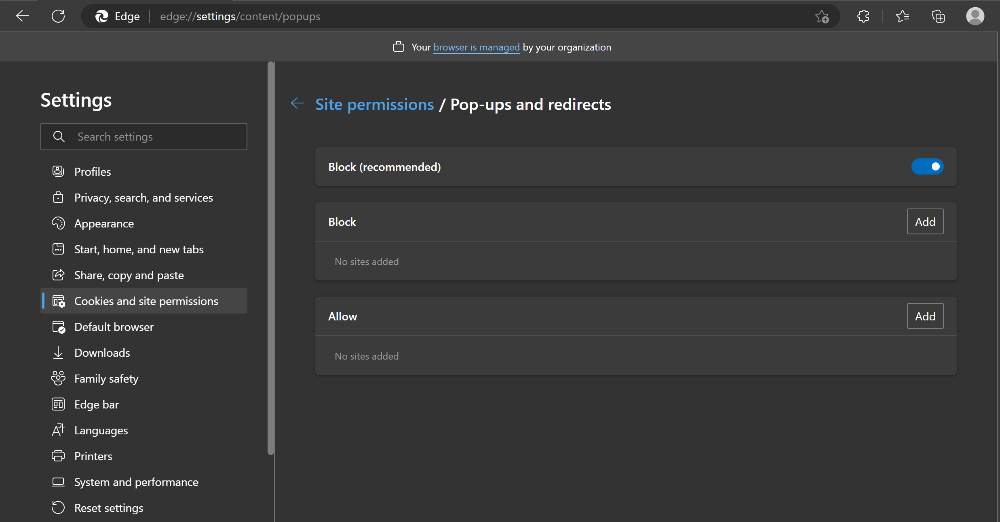 Edge
edge://settings/content/popups
Your browser is managed by your organization
Settings
Search settings
Profiles
Privacy, search, and services
Appearance
Start, home, and new tabs
Share, copy and paste
Cookies and site permissions
Default browser
Downloads
Family safety
Edge bar
Languages
Printers
System and performance
Reset settings
Site permissions / Pop-ups and redirects
Block (recommended)
Block
Add
No sites added
Allow
Add
No sites added